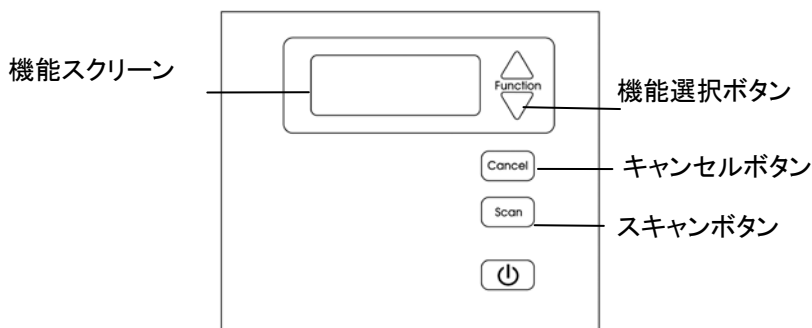 機能スクリーン
Function
機能選択ボタン
Cancel
キャンセルボタン
Scan
スキャンボタン